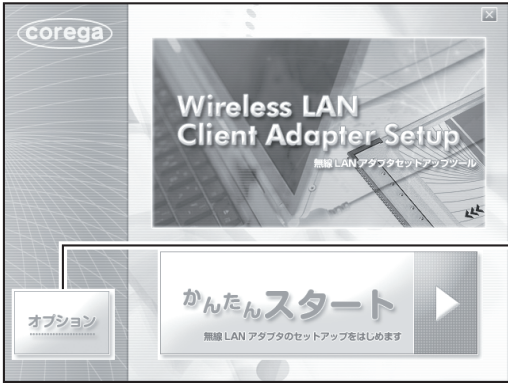 corega
Wireless LAN
Client Adapter Setup
無線 LAN アダプタセットアップツール
かんたんスタート
無線 LAN アダプタのセットアップをはじめます
オプション